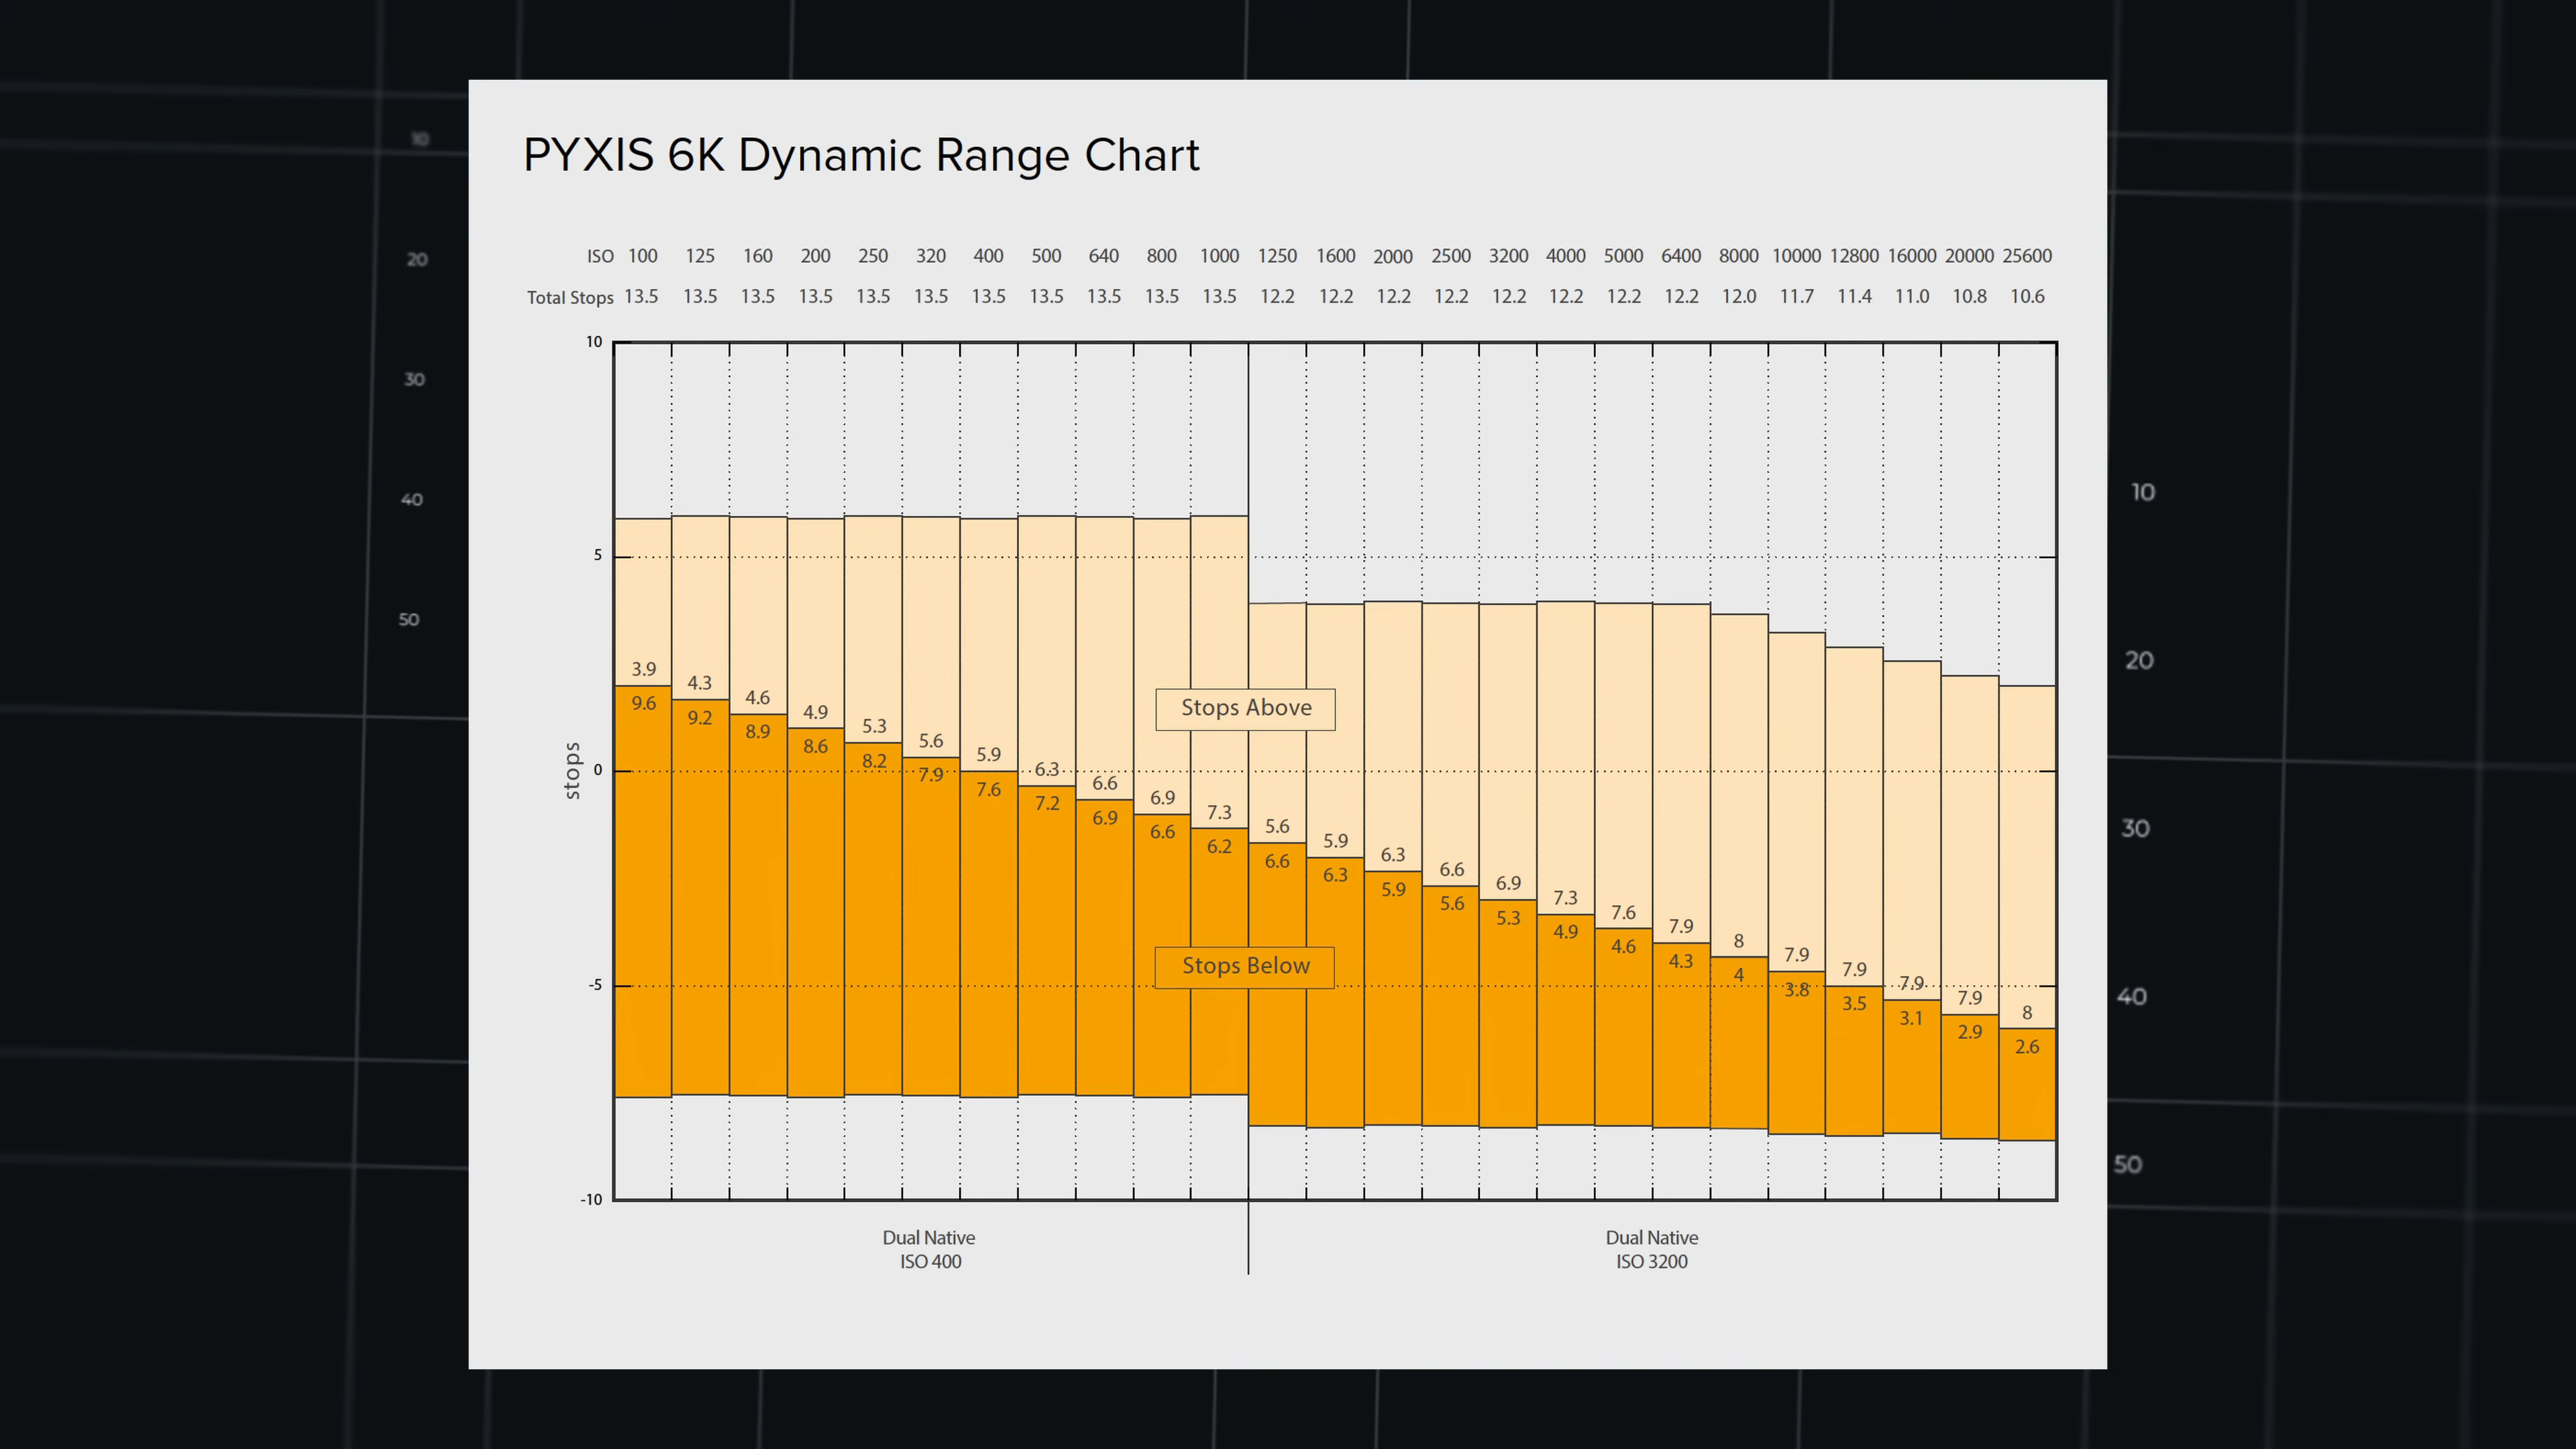 PYXIS 6K Dynamic Range Chart
ISO 100 125 160 200 250 320 400 500 640 800 1000 1250 1600 2000 2500 3200 4000 5000 6400 8000 10000 12800 16000 20000 25600
Total Stops 13.5 13.5 13.5 13.5 13.5 13.5 13.5 13.5 13.5 13.5 13.5 12.2 12.2 12.2 12.2 12.2 12.2 12.2 12.2 12.0 11.7 11.4 11.0 10.8 10.6
10
5
0
-5
-10
stops
3.9 4.3 4.6 4.9 5.3 5.6 5.9 6.3 6.6 6.9 7.3 5.6 5.9 6.3 6.6 6.9 7.3 7.6 7.9 8 7.9 7.9 7.9 7.9 8
9.6 9.2 8.9 8.6 8.2 7.9 7.6 7.2 6.9 6.6 6.2 6.6 6.3 5.9 5.6 5.3 4.9 4.6 4.3 4 3.8 3.5 3.1 2.9 2.6
Stops Above
Stops Below
Dual Native
ISO 400
Dual Native
ISO 3200
10
20
30
40
50
10
20
30
40
50